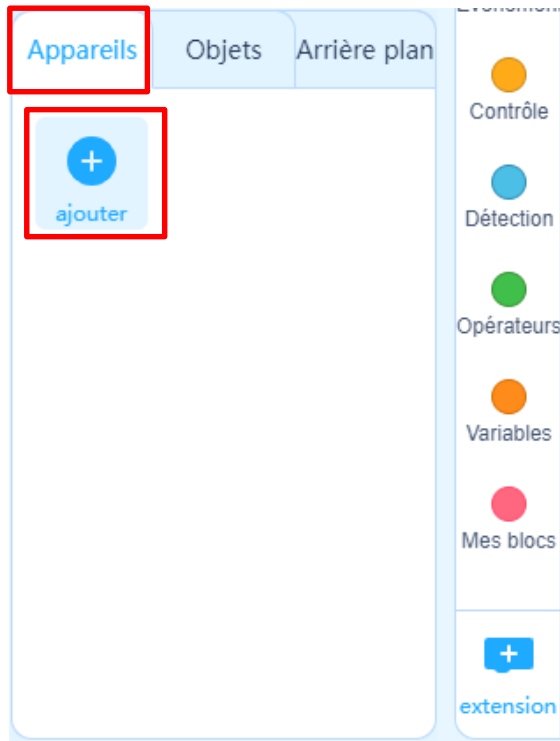 Appareils
Objets
Arrière plan
ajouter
Contrôle
Détection
Opérateurs
Variables
Mes blocs
extension